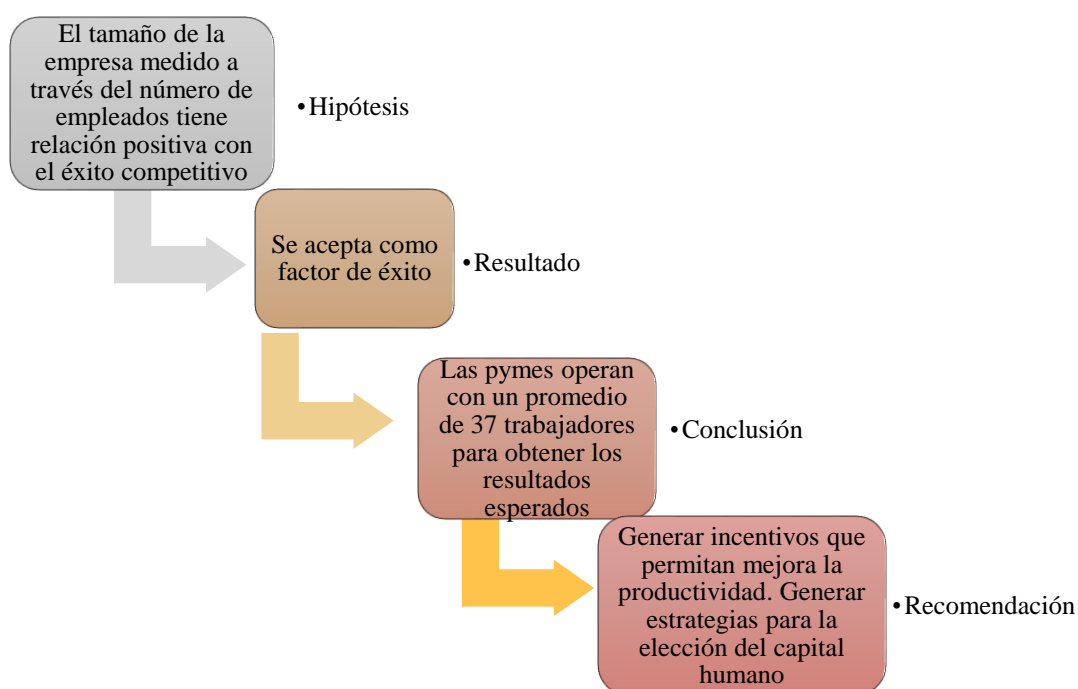 El tamaño de la
empresa medido a
través del número de
empleados tiene
relación positiva con
el éxito competitivo
•Hipótesis
Se acepta como
factor de éxito
•Resultado
Las pymes operan
con un promedio
de 37 trabajadores
para obtener los
resultados
esperados
•Conclusión
Generar incentivos que
permitan mejora la
productividad. Generar
estrategias para la
elección del capital
humano
•Recomendación